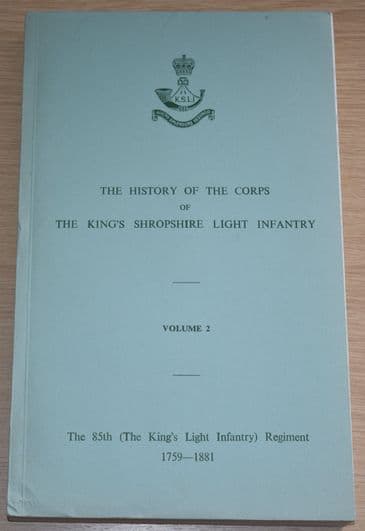 K.S.L.I.
THE HISTORY OF THE CORPS
OF
THE KING'S SHROPSHIRE LIGHT INFANTRY
VOLUME 2
The 85th (The King's Light Infantry) Regiment
1759—1881